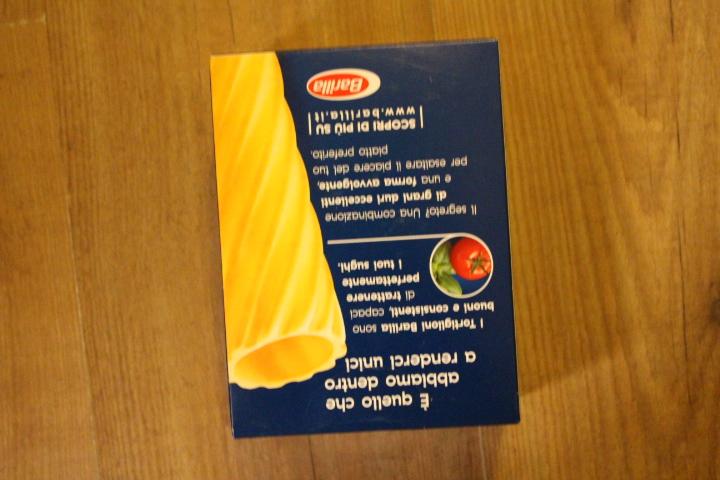 È quello che
abbiamo dentro
a renderci unici
I Tortiglioni Barilla sono
buoni e consistenti, capaci
di trattenere
perfettamente
i tuoi sughi.
Il segreto? Una combinazione
di grani duri eccellenti
e una forma avvolgente,
per esaltare il piacere del tuo
piatto preferito.
SCOPRI DI PIÙ SU
www.barilla.it
Barilla